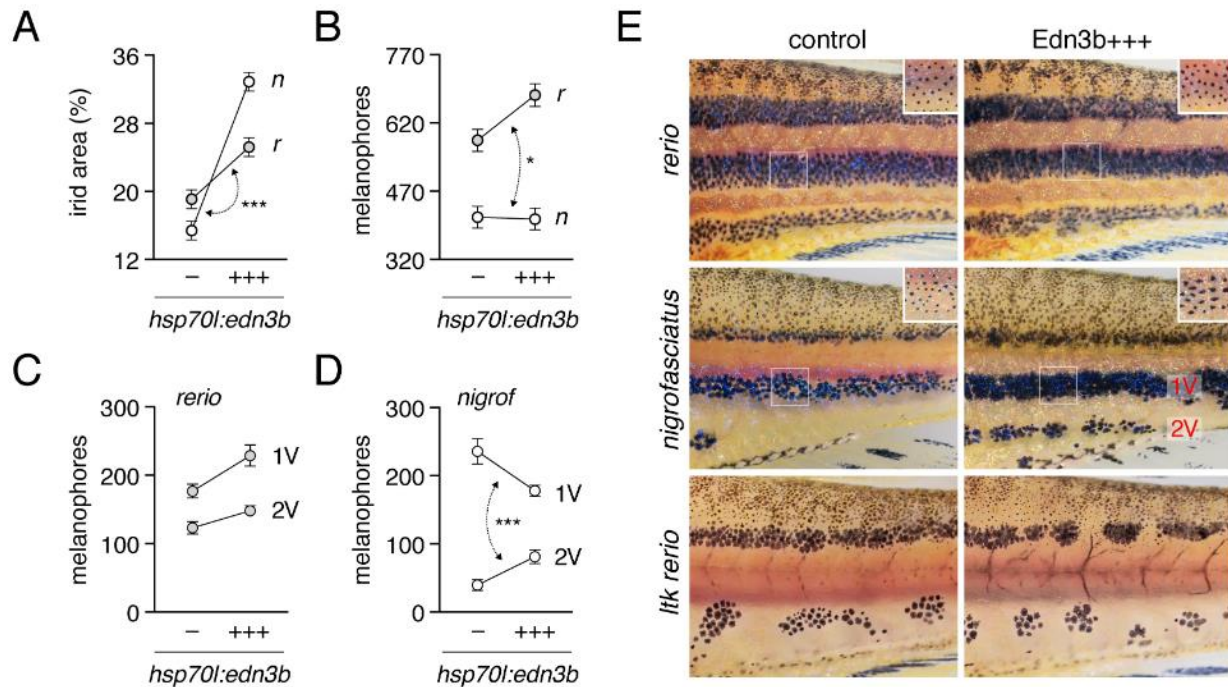 A
36
28
20
12
irid area (%)
n
r
***
– +++
hsp70l:edn3b
B
770
620
470
320
melanophores
r
*
n
– +++
hsp70l:edn3b
C
rerio
300
200
100
0
melanophores
1V
2V
– +++
hsp70l:edn3b
D
nigrof
300
200
100
0
melanophores
1V
***
2V
– +++
hsp70l:edn3b
E
control Edn3b+++
rerio
nigrofasciatus
1V
2V
ltk rerio